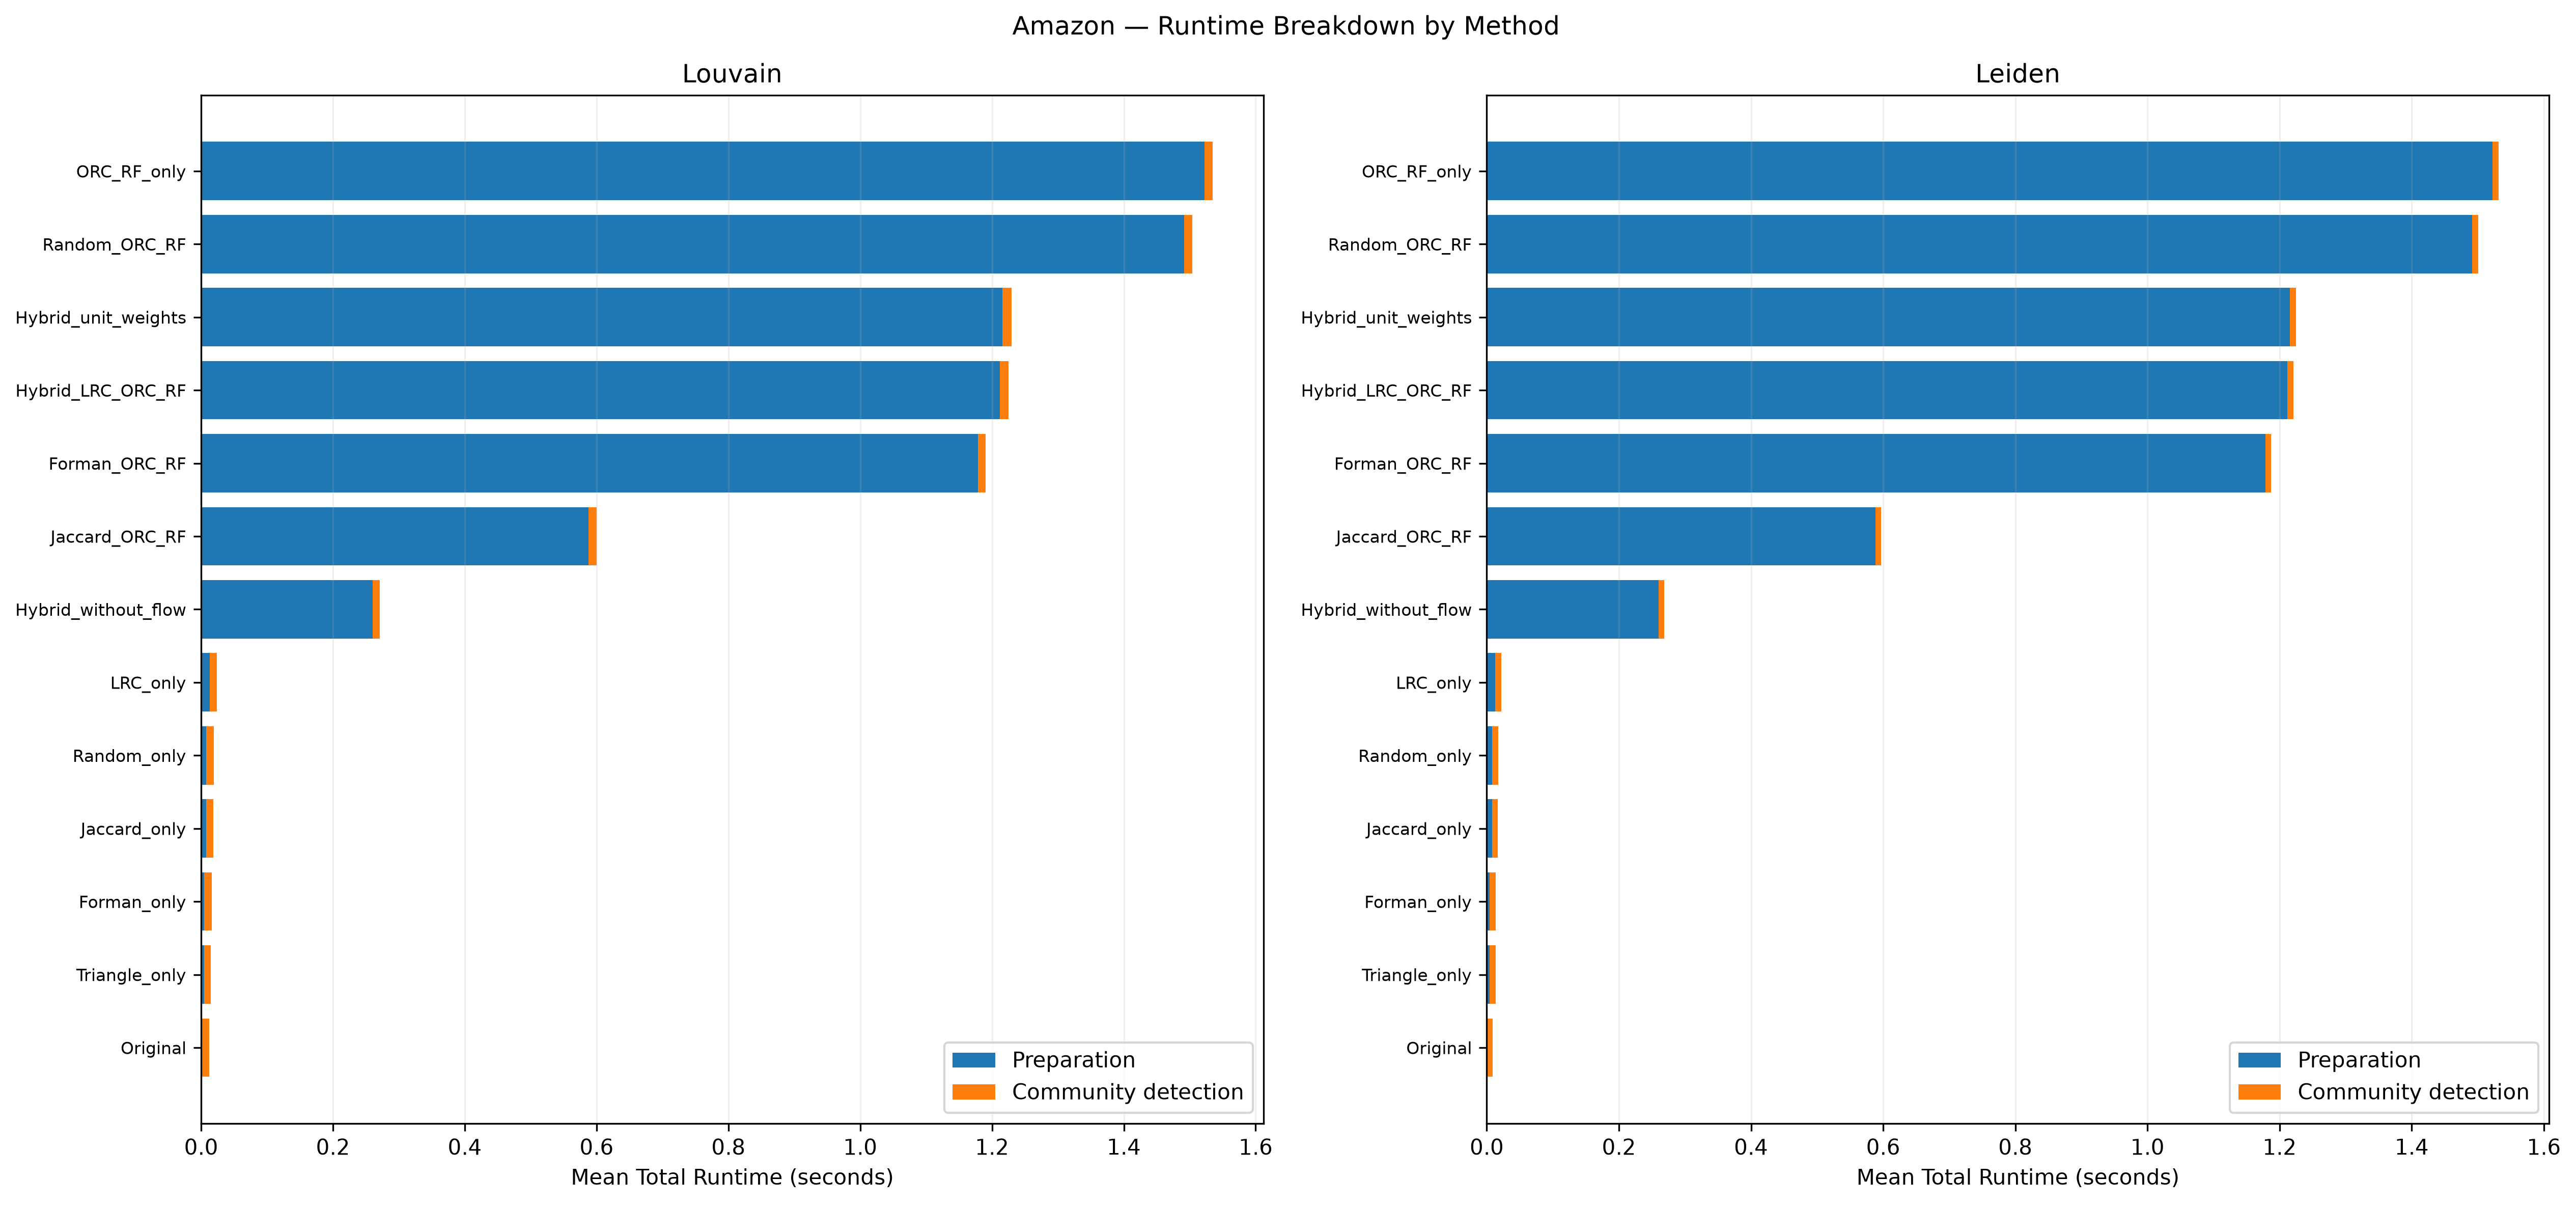 Amazon — Runtime Breakdown by Method
Louvain
ORC_RF_only
Random_ORC_RF
Hybrid_unit_weights
Hybrid_LRC_ORC_RF
Forman_ORC_RF
Jaccard_ORC_RF
Hybrid_without_flow
LRC_only
Random_only
Jaccard_only
Forman_only
Triangle_only
Original
Preparation
Community detection
0.0 0.2 0.4 0.6 0.8 1.0 1.2 1.4 1.6
Mean Total Runtime (seconds)
Leiden
ORC_RF_only
Random_ORC_RF
Hybrid_unit_weights
Hybrid_LRC_ORC_RF
Forman_ORC_RF
Jaccard_ORC_RF
Hybrid_without_flow
LRC_only
Random_only
Jaccard_only
Forman_only
Triangle_only
Original
Preparation
Community detection
0.0 0.2 0.4 0.6 0.8 1.0 1.2 1.4 1.6
Mean Total Runtime (seconds)